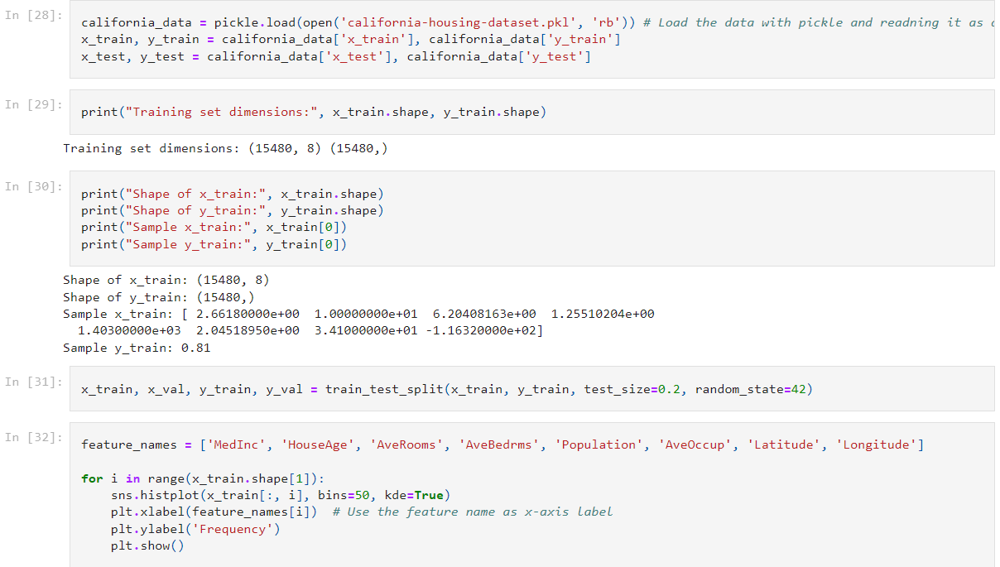 In [28]:
california_data = pickle.load(open('california-housing-dataset.pkl', 'rb')) # Load the data with pickle and readning it as
x_train, y_train = california_data['x_train'], california_data['y_train']
x_test, y_test = california_data['x_test'], california_data['y_test']
In [29]:
print("Training set dimensions:", x_train.shape, y_train.shape)
Training set dimensions: (15480, 8) (15480,)
In [30]:
print("Shape of x_train:", x_train.shape)
print("Shape of y_train:", y_train.shape)
print("Sample x_train:", x_train[0])
print("Sample y_train:", y_train[0])
Shape of x_train: (15480, 8)
Shape of y_train: (15480,)
Sample x_train: [ 2.66180000e+00  1.00000000e+01  6.20408163e+00  1.25510204e+00
  1.40300000e+03  2.04518950e+00  3.41000000e+01 -1.16320000e+02]
Sample y_train: 0.81
In [31]:
x_train, x_val, y_train, y_val = train_test_split(x_train, y_train, test_size=0.2, random_state=42)
In [32]:
feature_names = ['MedInc', 'HouseAge', 'AveRooms', 'AveBedrms', 'Population', 'AveOccup', 'Latitude', 'Longitude']
for i in range(x_train.shape[1]):
    sns.histplot(x_train[:, i], bins=50, kde=True)
    plt.xlabel(feature_names[i])  # Use the feature name as x-axis label
    plt.ylabel('Frequency')
    plt.show()